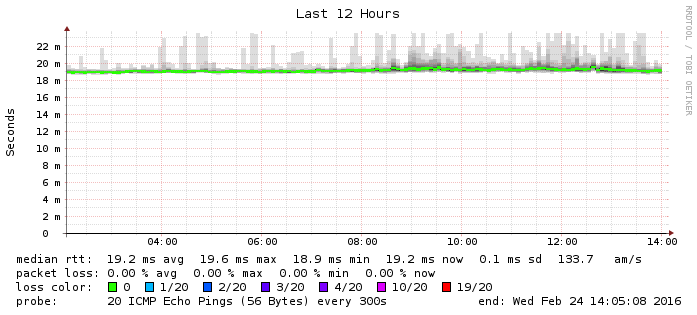 Last 12 Hours
RRDTOOL / TOBI OETIKER
Seconds
22 m
20 m
18 m
16 m
14 m
12 m
10 m
8 m
6 m
4 m
2 m
0
04:00 06:00 08:00 10:00 12:00 14:00
median rtt: 19.2 ms avg 19.6 ms max 18.9 ms min 19.2 ms now 0.1 ms sd 133.7 am/s
packet loss: 0.00 % avg 0.00 % max 0.00 % min 0.00 % now
loss color: 0 1/20 2/20 3/20 4/20 10/20 19/20
probe: 20 ICMP Echo Pings (56 Bytes) every 300s end: Wed Feb 24 14:05:08 2016